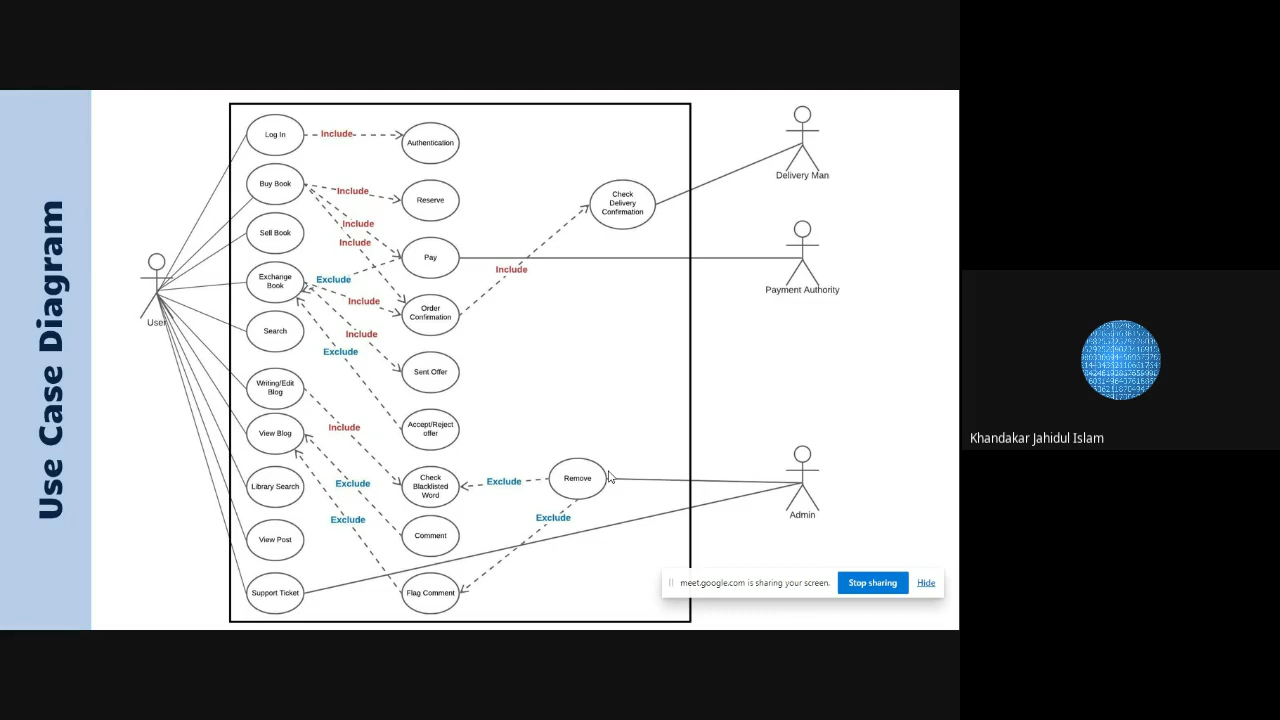 Use Case Diagram
Log In
Include
Authentication
Buy Book
Include
Reserve
Include
Include
Sell Book
Pay
Exchange
Book
Exclude
Include
Order
Confirmation
Include
Check
Delivery
Confirmation
Search
Include
Exclude
Sent Offer
Writing/Edit
Blog
Accept/Reject
offer
View Blog
Include
Library Search
Exclude
Check
Blacklisted
Word
Exclude
Remove
Exclude
Exclude
Comment
View Post
Support Ticket
Flag Comment
User
Delivery Man
Payment Authority
Admin
meet.google.com is sharing your screen.
Stop sharing
Hide
Khandakar Jahidul Islam